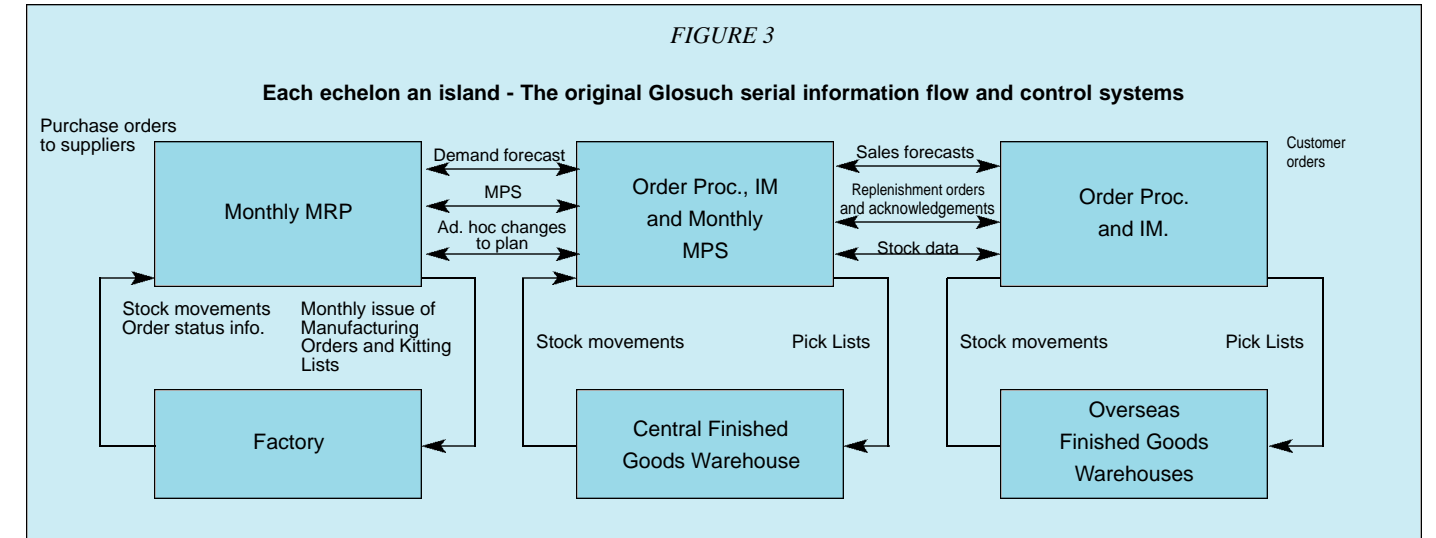 FIGURE 3
Each echelon an island - The original Glosuch serial information flow and control systems
Purchase orders
to suppliers
Monthly MRP
Demand forecast
MPS
Ad. hoc changes
to plan
Order Proc., IM
and Monthly
MPS
Sales forecasts
Replenishment orders
and acknowledgements
Stock data
Order Proc.
and IM.
Customer
orders
Stock movements
Order status info.
Monthly issue of
Manufacturing
Orders and Kitting
Lists
Stock movements
Pick Lists
Stock movements
Pick Lists
Factory
Central Finished
Goods Warehouse
Overseas
Finished Goods
Warehouses